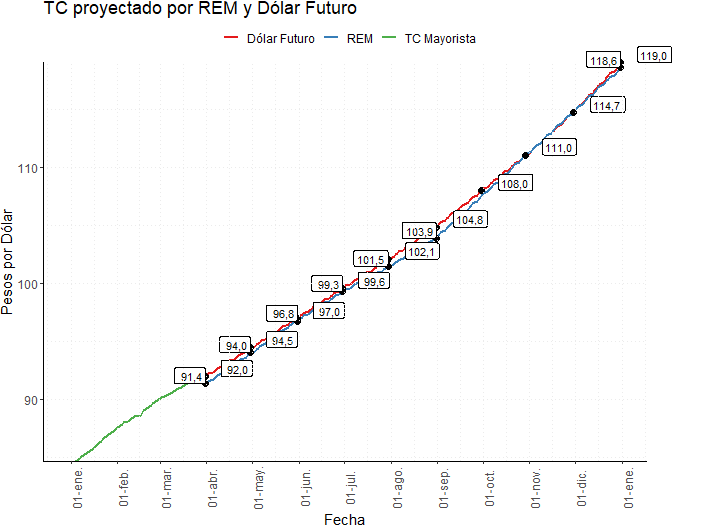 TC proyectado por REM y Dólar Futuro
Dólar Futuro REM TC Mayorista
118,6 119,0
114,7
111,0
108,0
103,9 104,8
101,5 102,1
99,3 99,6
96,8 97,0
94,0 94,5
91,4 92,0
110
100
90
Pesos por Dólar
01-ene. 01-feb. 01-mar. 01-abr. 01-may. 01-jun. 01-jul. 01-ago. 01-sep. 01-oct. 01-nov. 01-dic. 01-ene.
Fecha